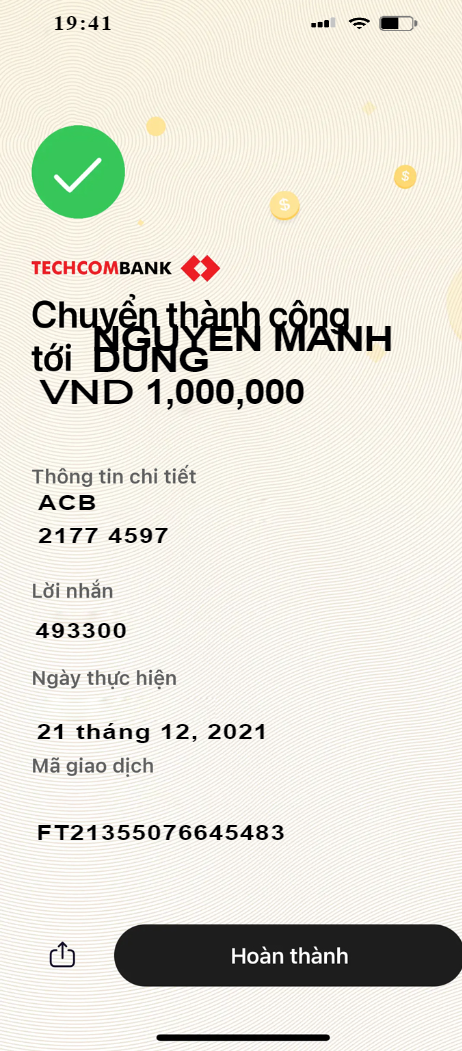 19:41
TECHCOMBANK
Chuyển thành công
tới NGUYEN MANH
DUNG
VND 1,000,000
Thông tin chi tiết
ACB
2177 4597
Lời nhắn
493300
Ngày thực hiện
21 tháng 12, 2021
Mã giao dịch
FT21355076645483
Hoàn thành